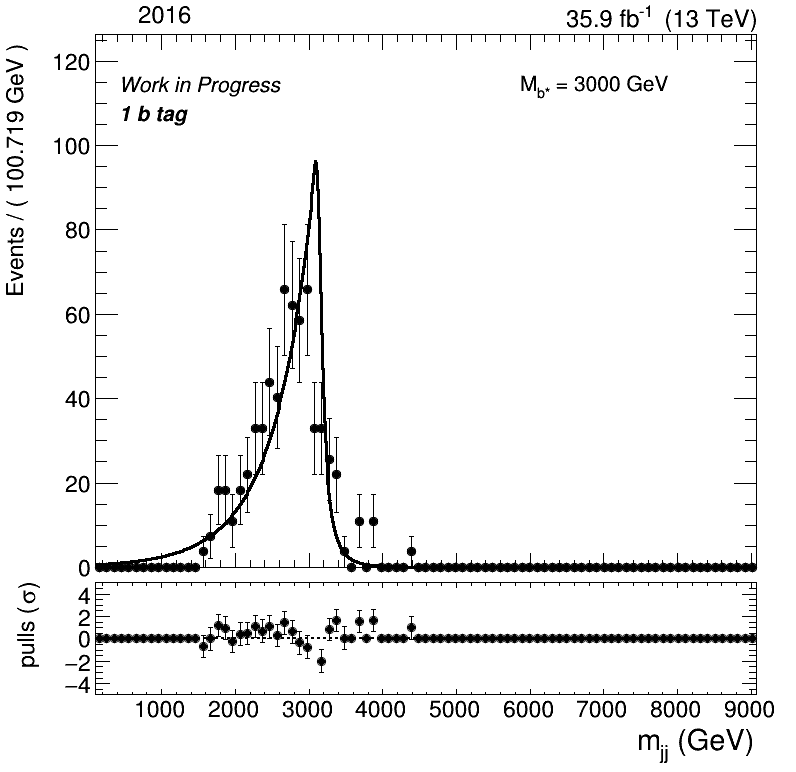 2016 35.9 fb⁻¹ (13 TeV)
Events / ( 100.719 GeV )
120
100
80
60
40
20
0
Work in Progress
1 b tag
M_b* = 3000 GeV
pulls (σ)
4
2
0
−2
−4
1000 2000 3000 4000 5000 6000 7000 8000 9000
m_jj (GeV)